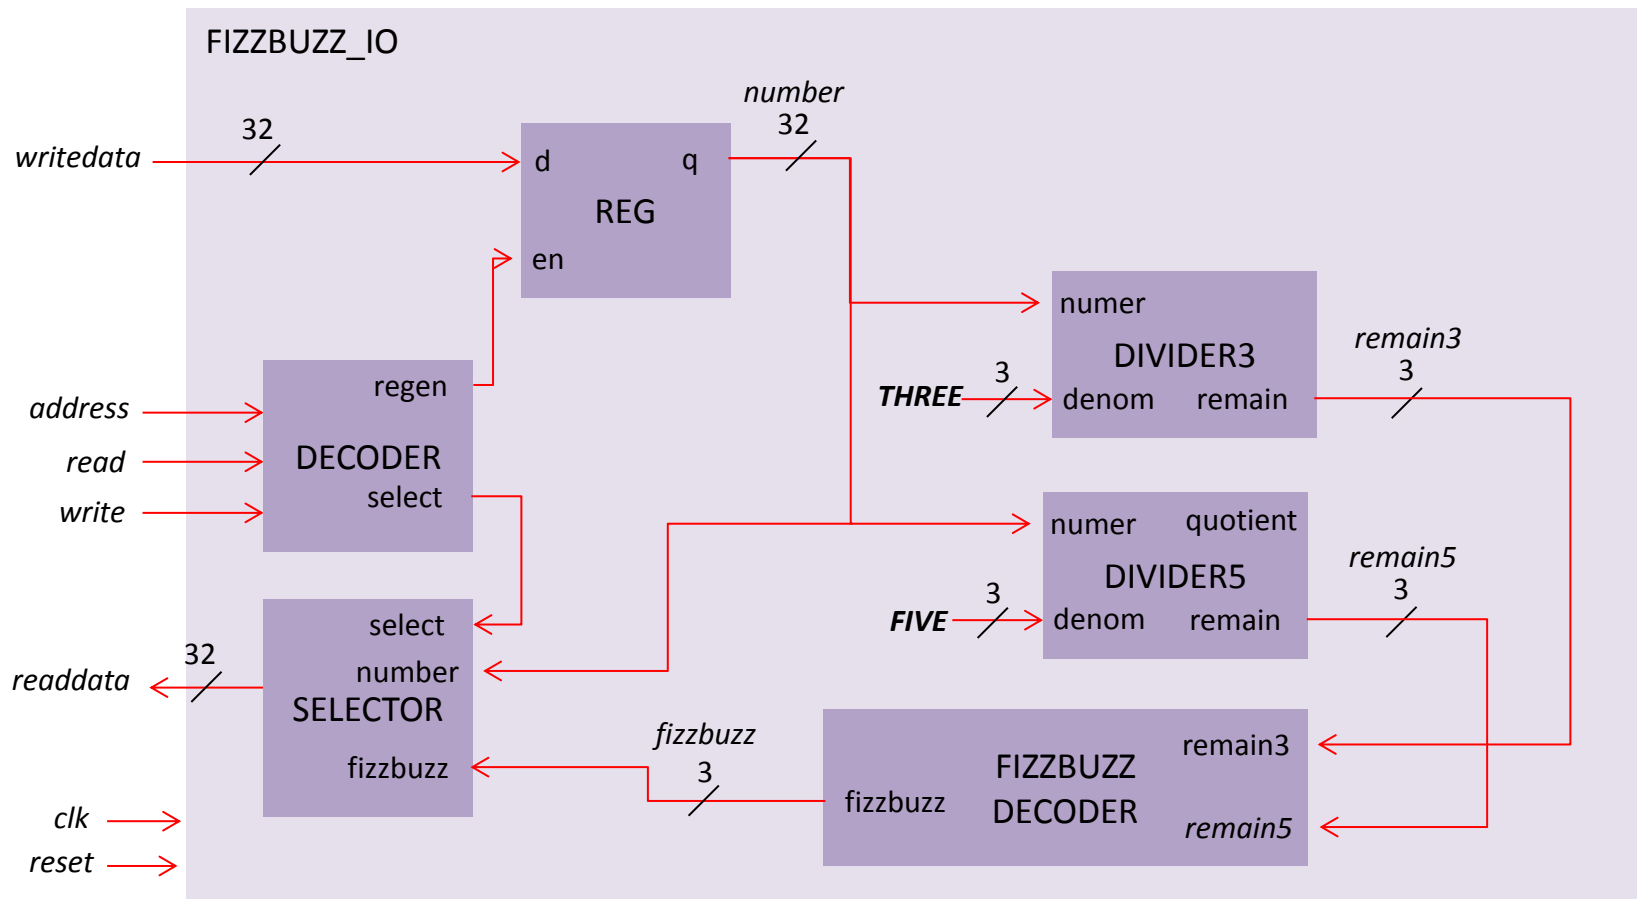 FIZZBUZZ_IO
number
32
32
writedata
d
q
REG
en
numer
DIVIDER3
remain3
3
THREE
3
denom
remain
regen
address
DECODER
read
select
write
numer
quotient
DIVIDER5
remain5
3
FIVE
3
denom
remain
select
number
32
readdata
SELECTOR
fizzbuzz
fizzbuzz
3
remain3
FIZZBUZZ
DECODER
fizzbuzz
remain5
clk
reset